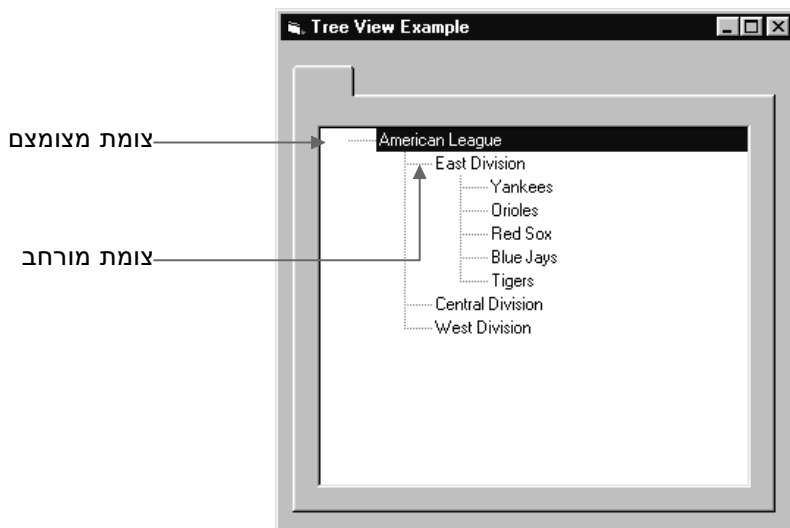 Tree View Example
צומת מצומצם
American League
East Division
Yankees
Orioles
Red Sox
צומת מורחב
Blue Jays
Tigers
Central Division
West Division